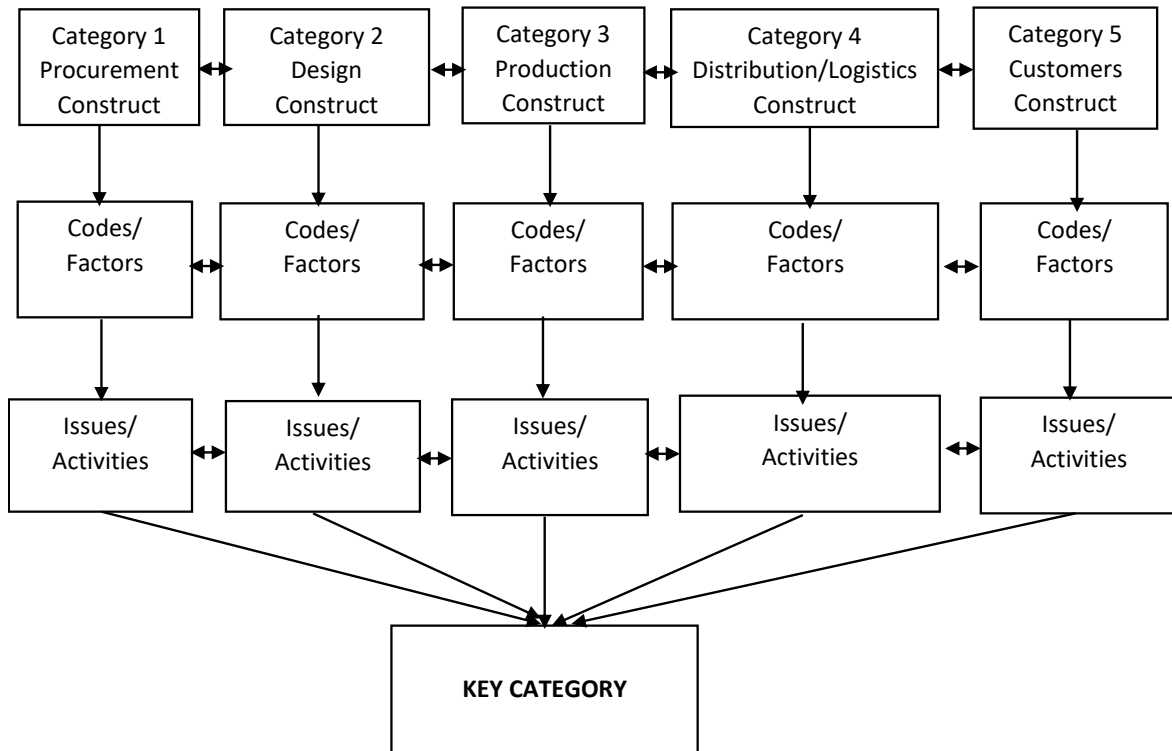 Category 1
Procurement
Construct
Category 2
Design
Construct
Category 3
Production
Construct
Category 4
Distribution/Logistics
Construct
Category 5
Customers
Construct
Codes/
Factors
Codes/
Factors
Codes/
Factors
Codes/
Factors
Codes/
Factors
Issues/
Activities
Issues/
Activities
Issues/
Activities
Issues/
Activities
Issues/
Activities
KEY CATEGORY